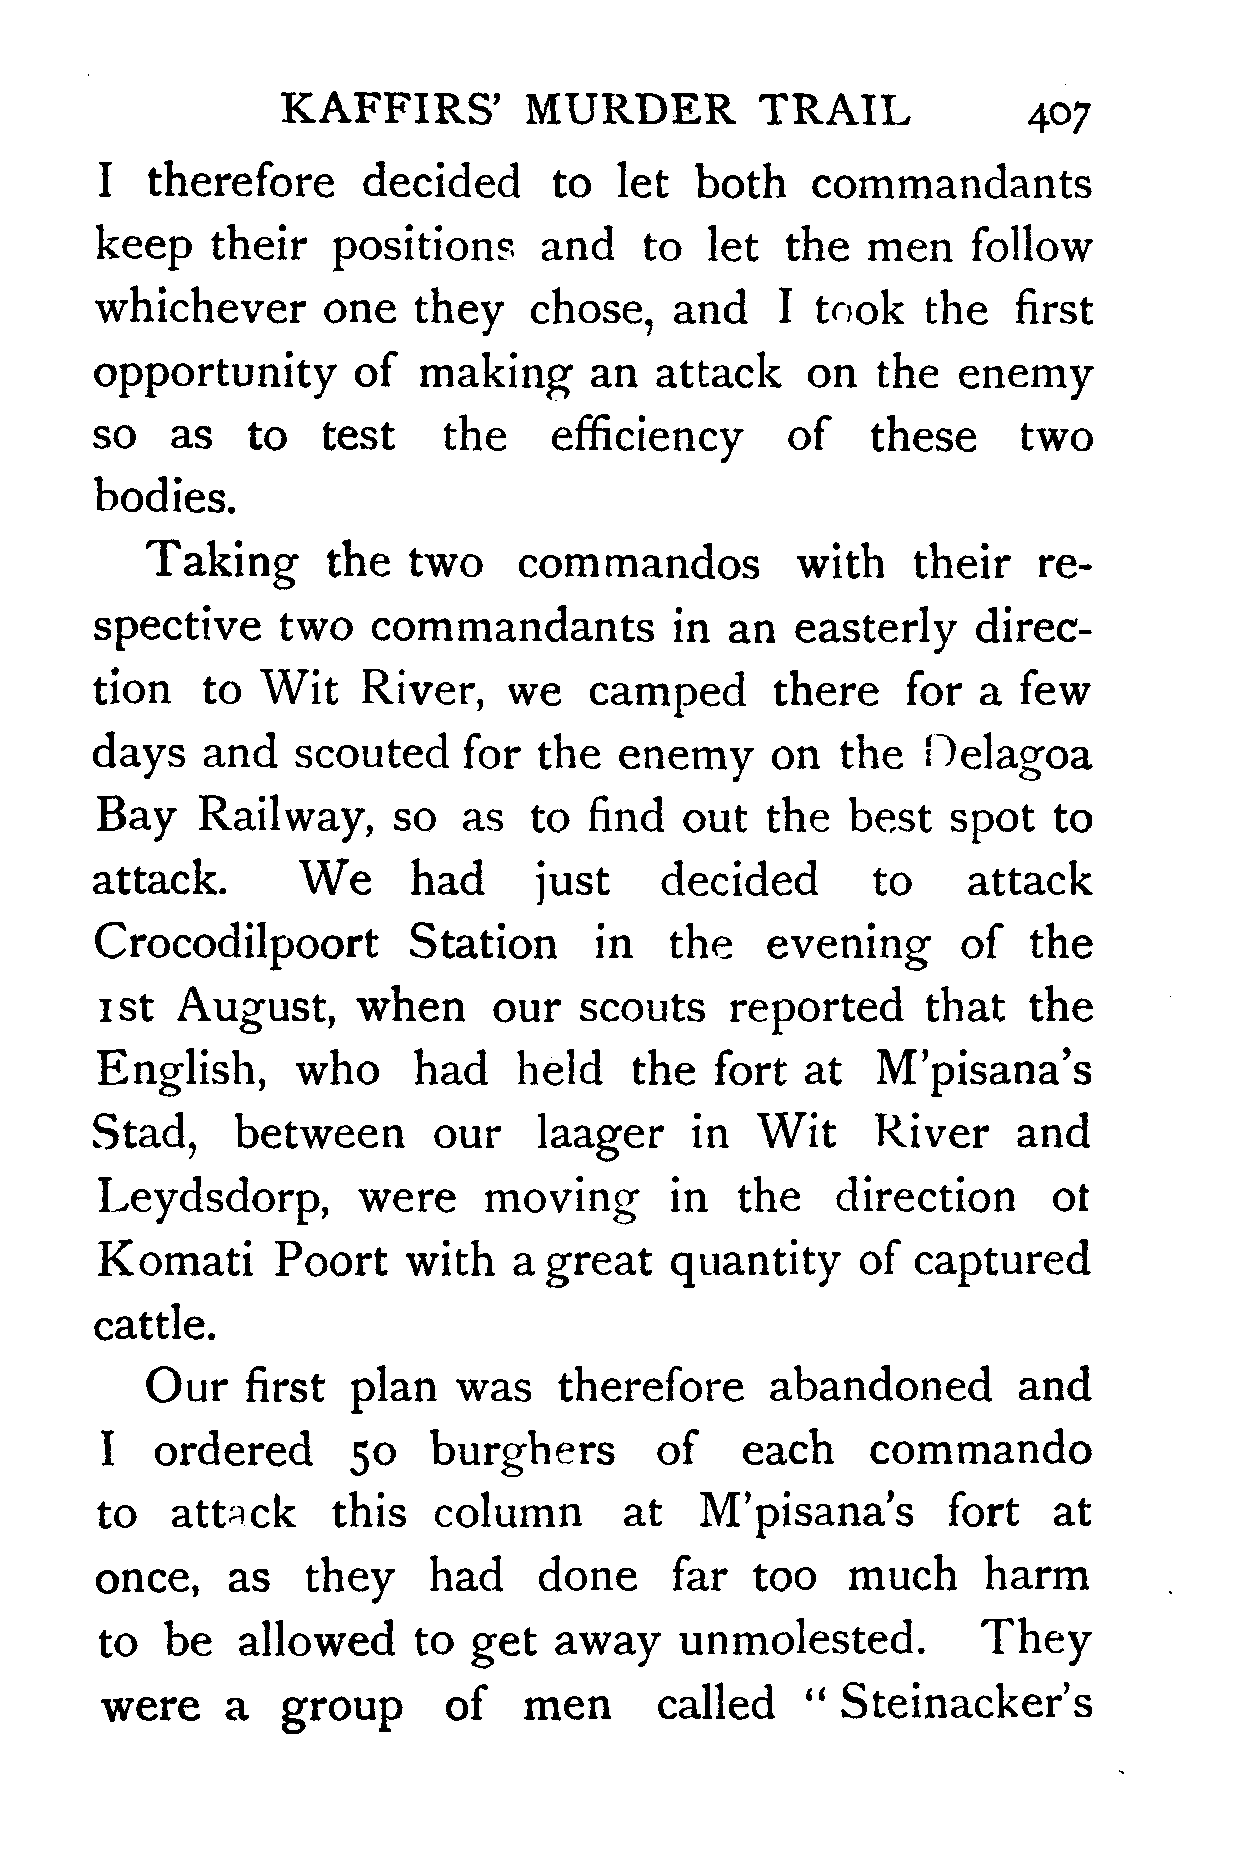 KAFFIRS' MURDER TRAIL 407
I therefore decided to let both commandants
keep their positions and to let the men follow
whichever one they chose, and I took the first
opportunity of making an attack on the enemy
so as to test the efficiency of these two
bodies.
Taking the two commandos with their re-
spective two commandants in an easterly direc-
tion to Wit River, we camped there for a few
days and scouted for the enemy on the Delagoa
Bay Railway, so as to find out the best spot to
attack. We had just decided to attack
Crocodilpoort Station in the evening of the
1st August, when our scouts reported that the
English, who had held the fort at M'pisana's
Stad, between our laager in Wit River and
Leydsdorp, were moving in the direction of
Komati Poort with a great quantity of captured
cattle.
Our first plan was therefore abandoned and
I ordered 50 burghers of each commando
to attack this column at M'pisana's fort at
once, as they had done far too much harm
to be allowed to get away unmolested. They
were a group of men called “ Steinacker's